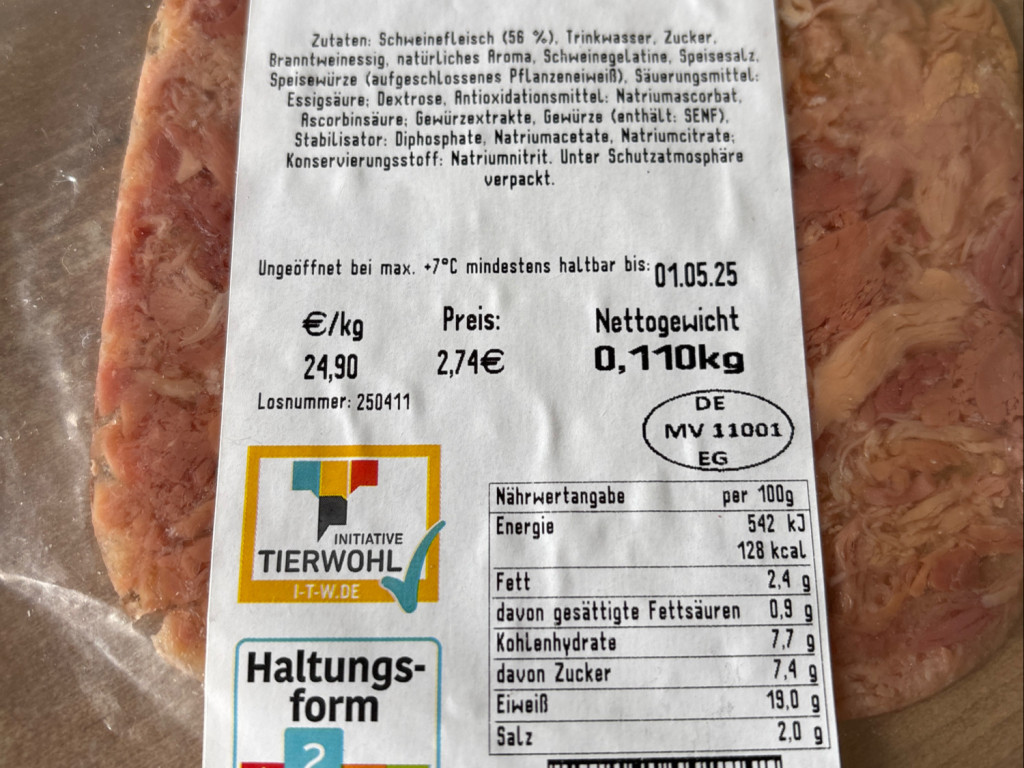 Zutaten: Schweinefleisch (56 %), Trinkwasser, Zucker,
Branntweinessig, natürliches Aroma, Schweinegelatine, Speisesalz,
Speisewürze (aufgeschlossenes Pflanzeneiweiß), Säuerungsmittel:
Essigsäure; Dextrose, Antioxidationsmittel: Natriumascorbat,
Ascorbinsäure; Gewürzextrakte, Gewürze (enthält: SENF),
Stabilisator: Diphosphate, Natriumacetate, Natriumcitrate;
Konservierungsstoff: Natriumnitrit. Unter Schutzatmosphäre
verpackt.
Ungeöffnet bei max. +7°C mindestens haltbar bis: 01.05.25
€/kg Preis: Nettogewicht
24,90 2,74€ 0,110kg
Losnummer: 250411
DE
MV 11001
EG
INITIATIVE
TIERWOHL
I-T-W.DE
Haltungs-
form
2
Nährwertangabe per 100g
Energie 542 kJ
128 kcal
Fett 2,4 g
davon gesättigte Fettsäuren 0,9 g
Kohlenhydrate 7,7 g
davon Zucker 7,4 g
Eiweiß 19,0 g
Salz 2,0 g